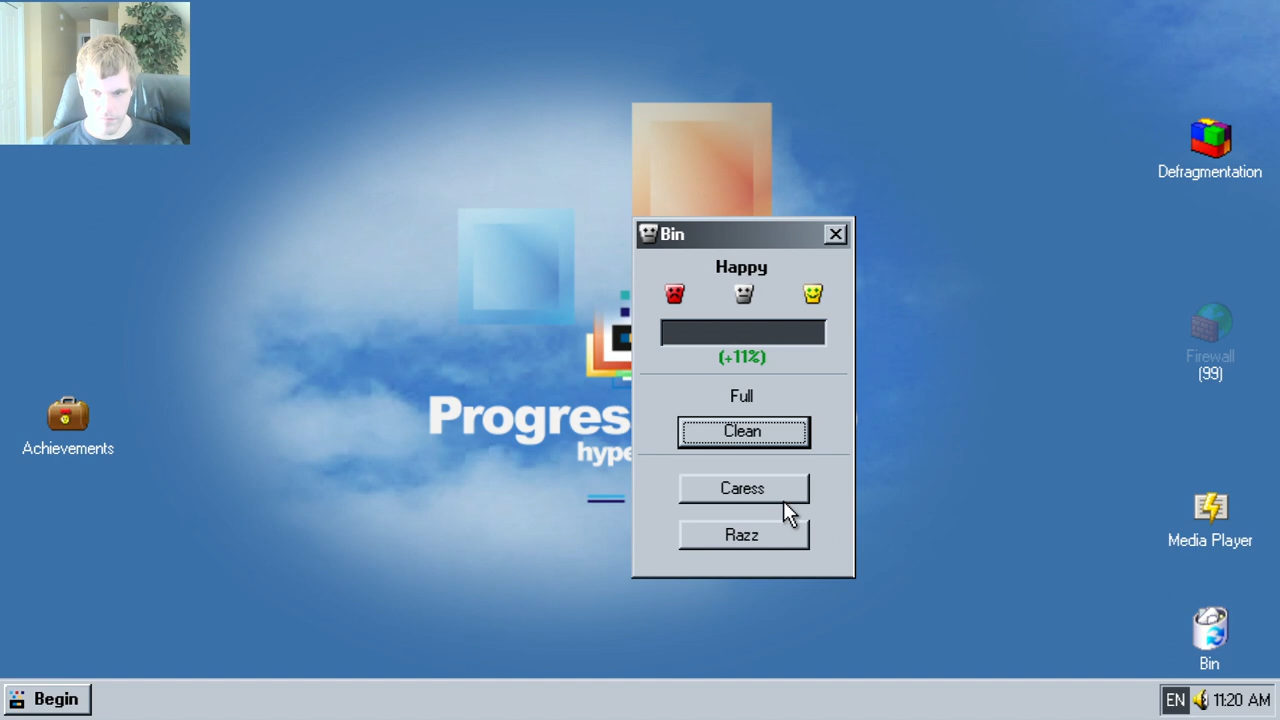 Defragmentation
Firewall
(99)
Media Player
Bin
Achievements
Progres
hype
Bin
Happy
(+11%)
Full
Clean
Caress
Razz
Begin
EN
11:20 AM